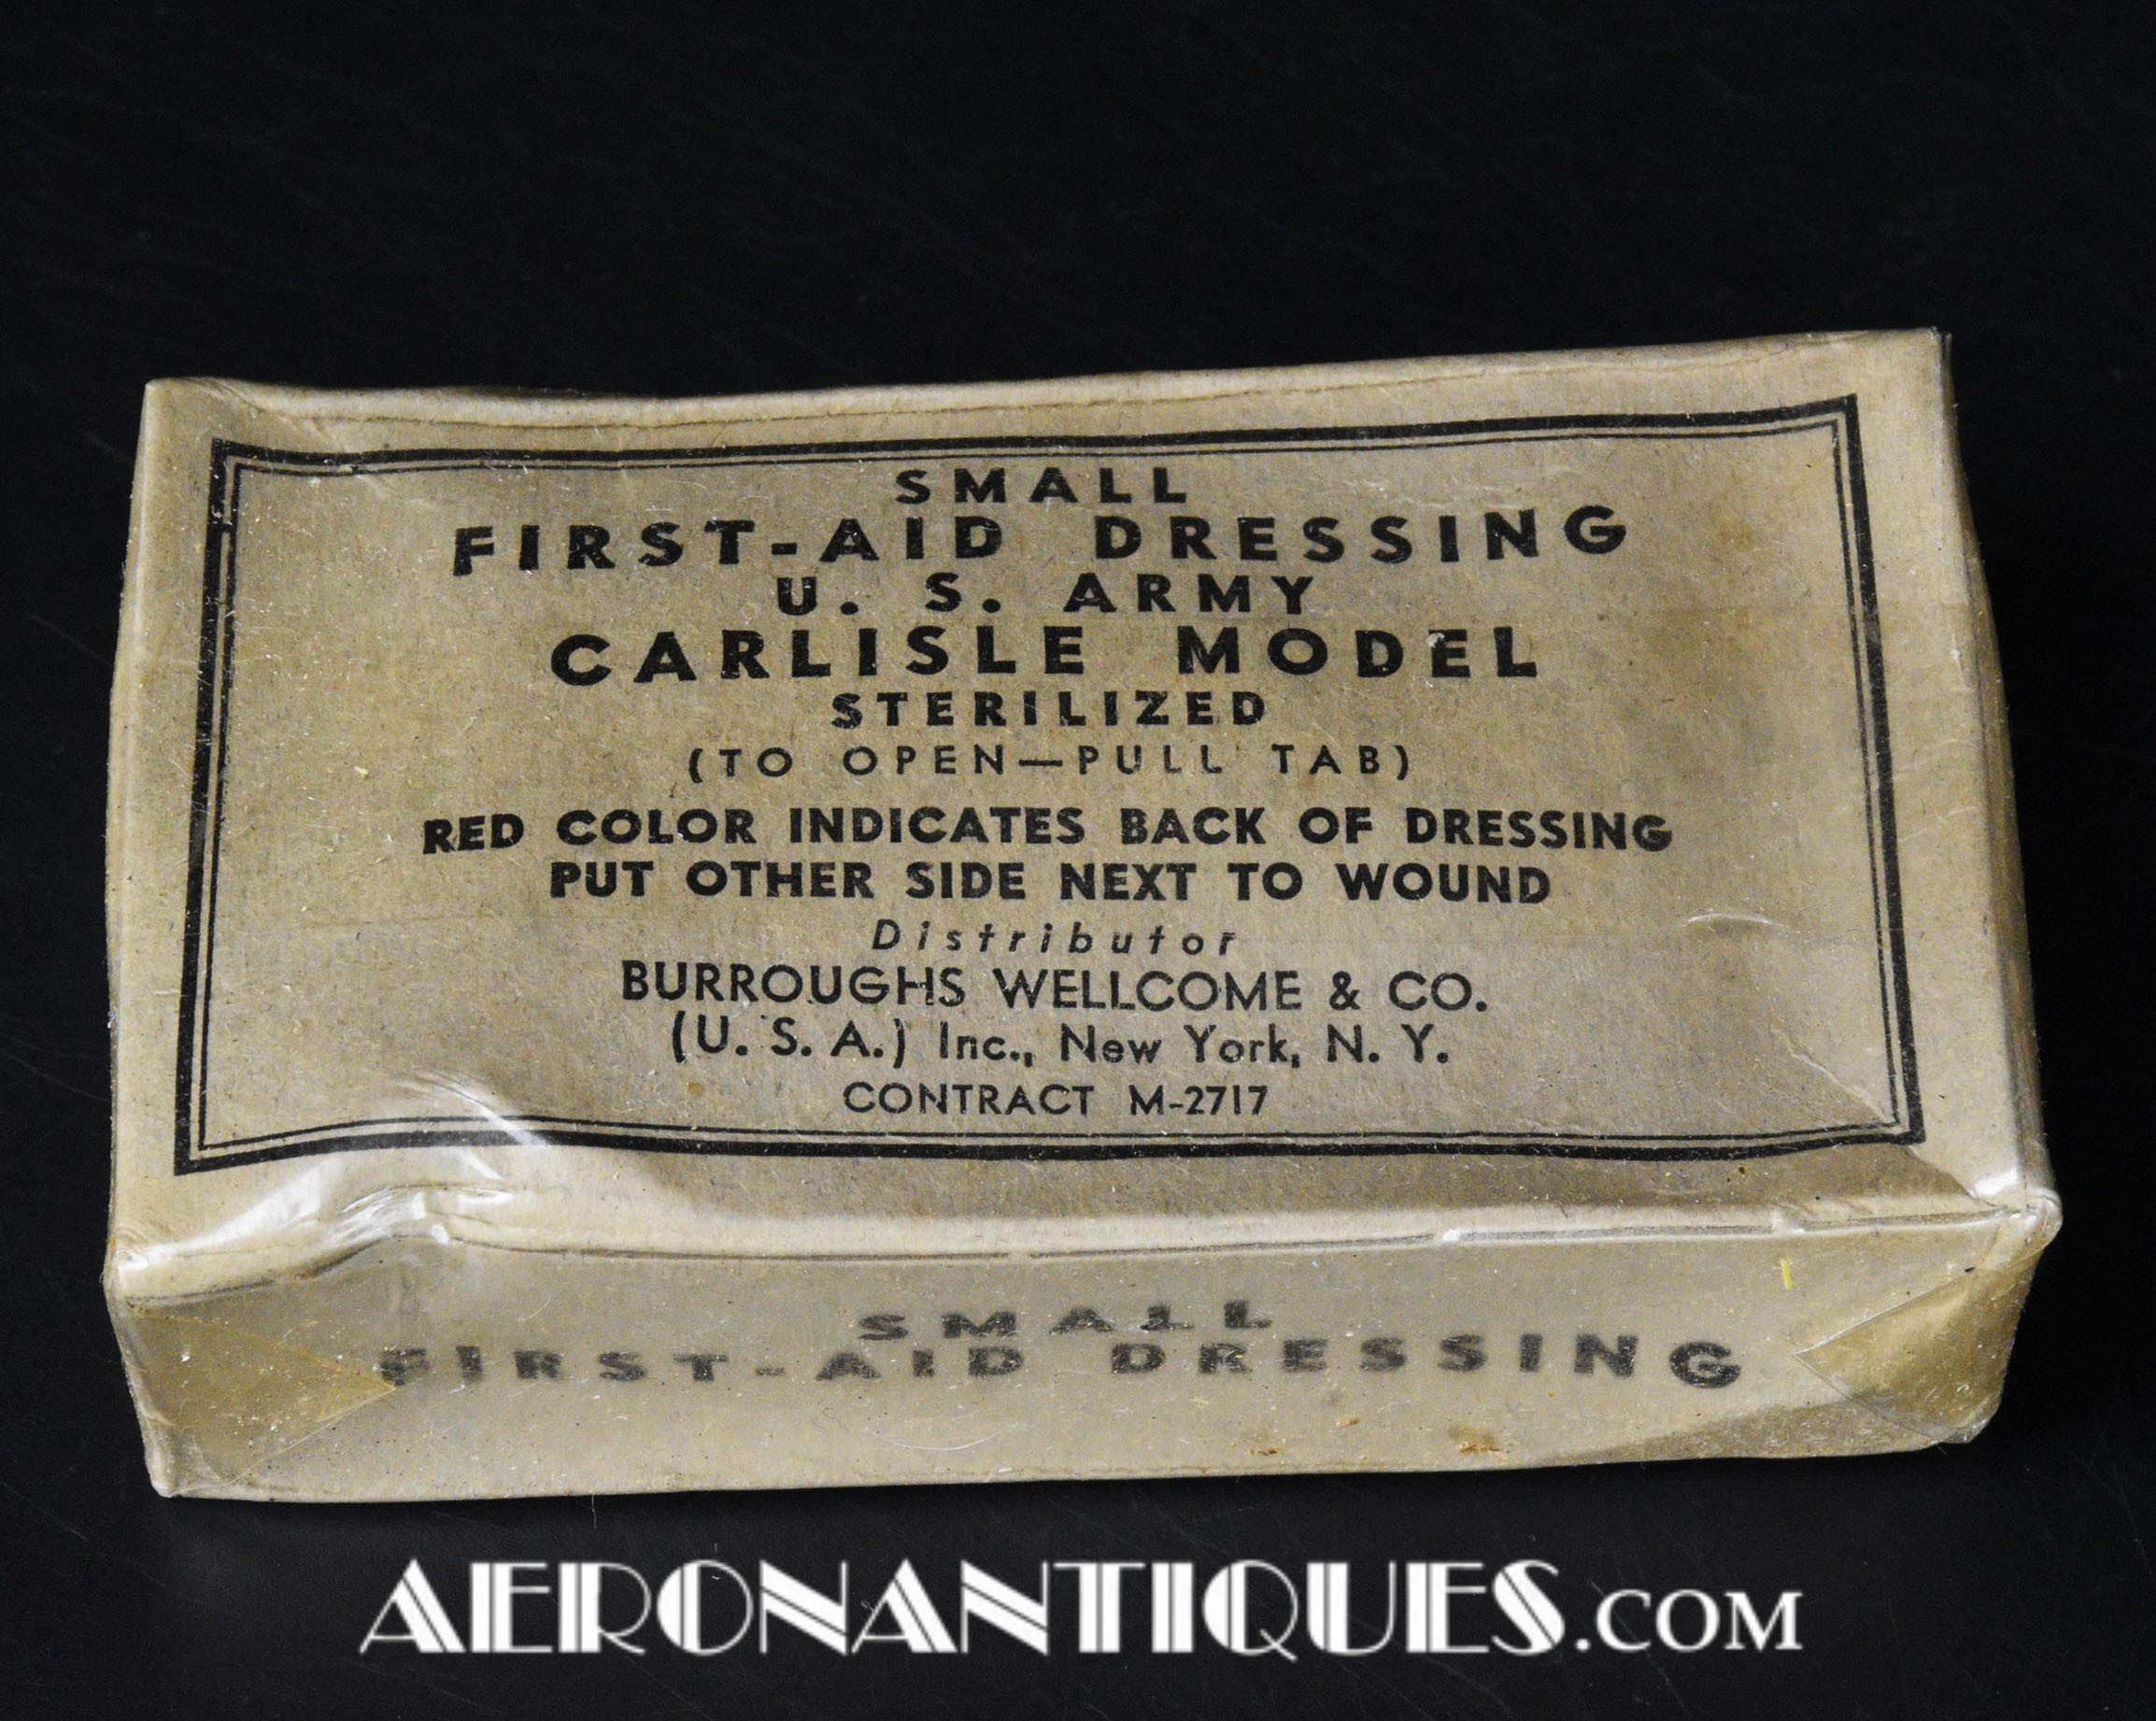 SMALL
FIRST-AID DRESSING
U. S. ARMY
CARLISLE MODEL
STERILIZED
(TO OPEN—PULL TAB)
RED COLOR INDICATES BACK OF DRESSING
PUT OTHER SIDE NEXT TO WOUND
Distributor
BURROUGHS WELLCOME & CO.
(U. S. A.) Inc., New York, N. Y.
CONTRACT M-2717
SMALL
FIRST-AID DRESSING
AERONANTIQUES.COM